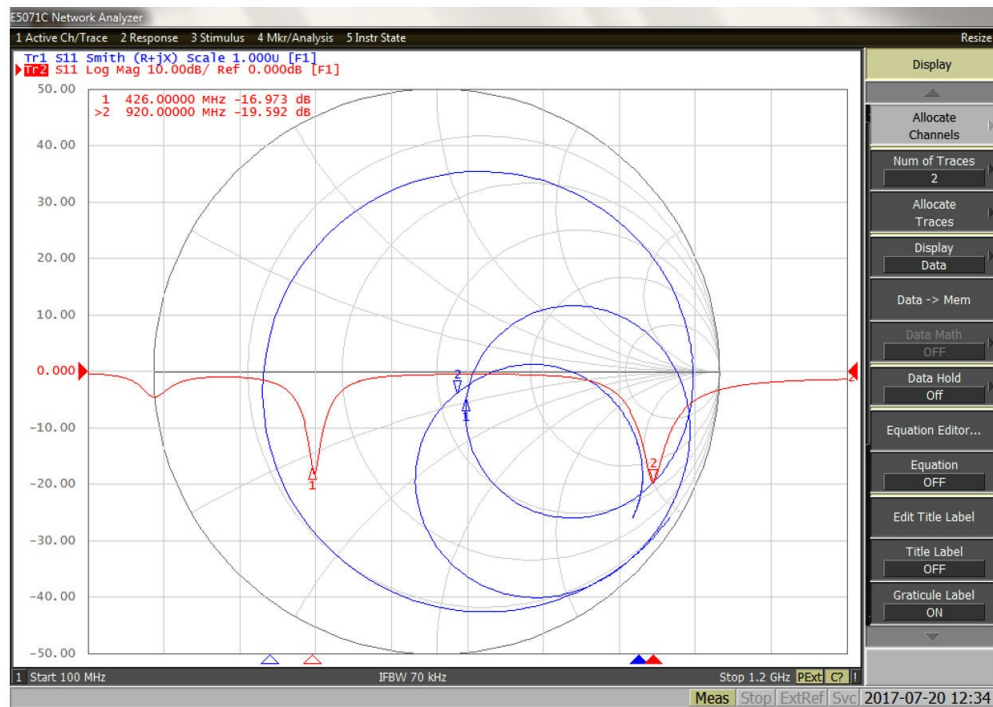 E5071C Network Analyzer
1 Active Ch/Trace 2 Response 3 Stimulus 4 Mkr/Analysis 5 Instr State Resize
Tr1 S11 Smith (R+jX) Scale 1.000U [F1]
Tr2 S11 Log Mag 10.00dB/ Ref 0.000dB [F1]
50.00
1 426.00000 MHz -16.973 dB
>2 920.00000 MHz -19.592 dB
40.00
30.00
20.00
10.00
0.000
-10.00
-20.00
-30.00
-40.00
-50.00
2
1
1
2
2
Display
Allocate
Channels
Num of Traces
2
Allocate
Traces
Display
Data
Data -> Mem
Data Math
OFF
Data Hold
Off
Equation Editor...
Equation
OFF
Edit Title Label
Title Label
OFF
Graticule Label
ON
1 Start 100 MHz IFBW 70 kHz Stop 1.2 GHz PExt C? !
Meas Stop ExtRef Svc 2017-07-20 12:34